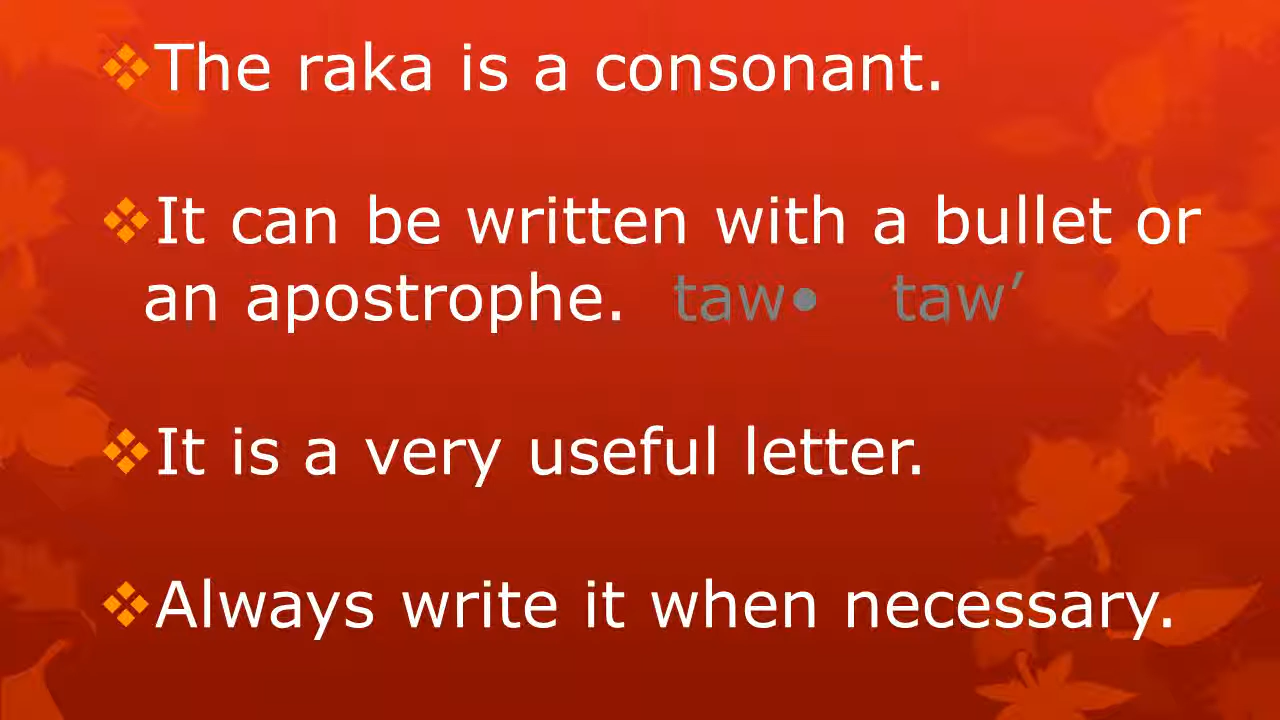 ❖The raka is a consonant.
❖It can be written with a bullet or
an apostrophe. taw• taw’
❖It is a very useful letter.
❖Always write it when necessary.